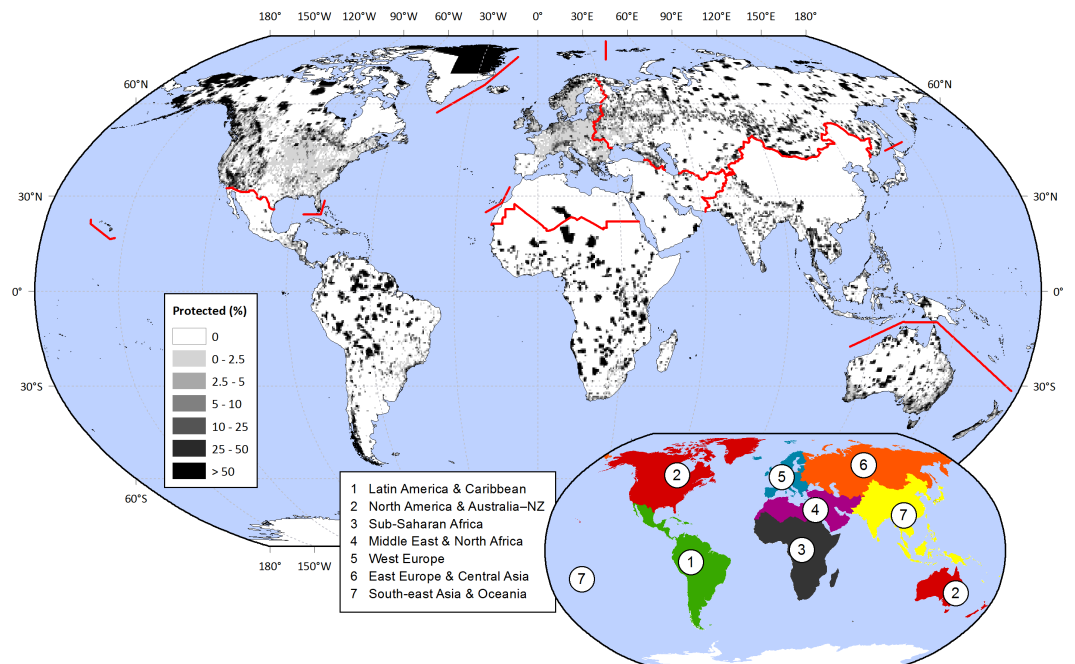 180° 150°W 120°W 90°W 60°W 30°W 0° 30°E 60°E 90°E 120°E 150°E 180°
60°N 60°N
30°N 30°N
0° 0°
30°S 30°S
60°S
180° 150°W
Protected (%)
0
0 - 2.5
2.5 - 5
5 - 10
10 - 25
25 - 50
> 50
1 Latin America & Caribbean
2 North America & Australia–NZ
3 Sub-Saharan Africa
4 Middle East & North Africa
5 West Europe
6 East Europe & Central Asia
7 South-east Asia & Oceania
6
2 5
4
7
3
1
7
2